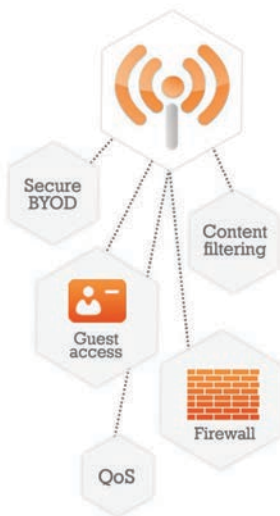 Secure
BYOD
Content
filtering
Guest
access
Firewall
QoS